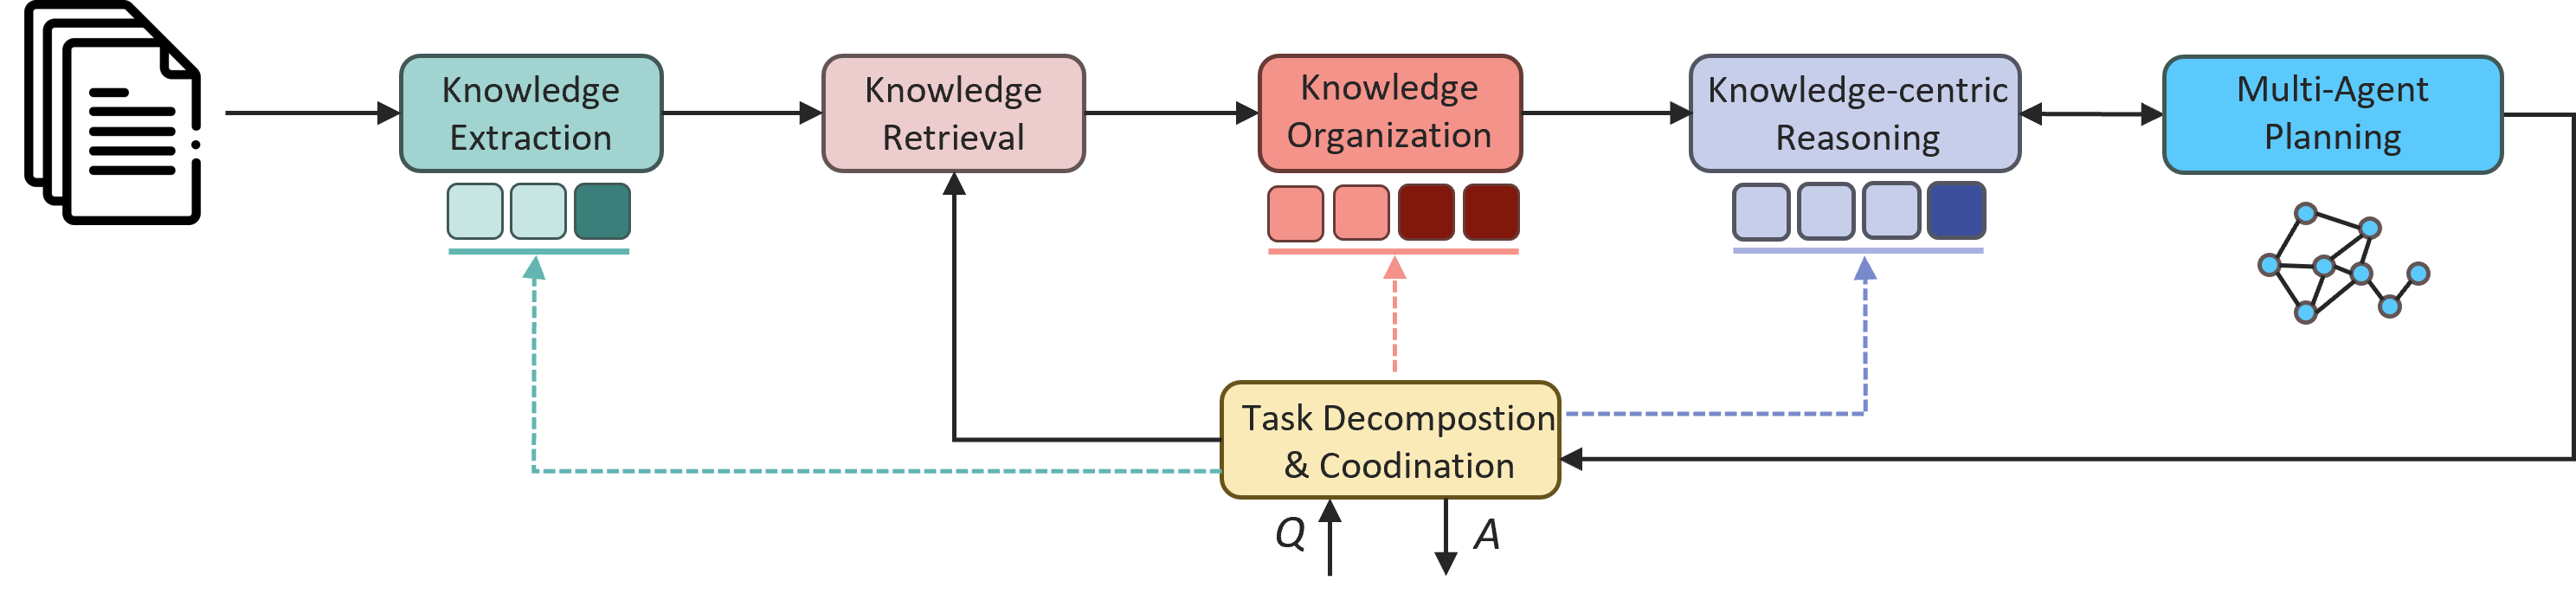 Knowledge
Extraction
Knowledge
Retrieval
Knowledge
Organization
Knowledge-centric
Reasoning
Multi-Agent
Planning
Task Decompostion
& Coodination
Q
A